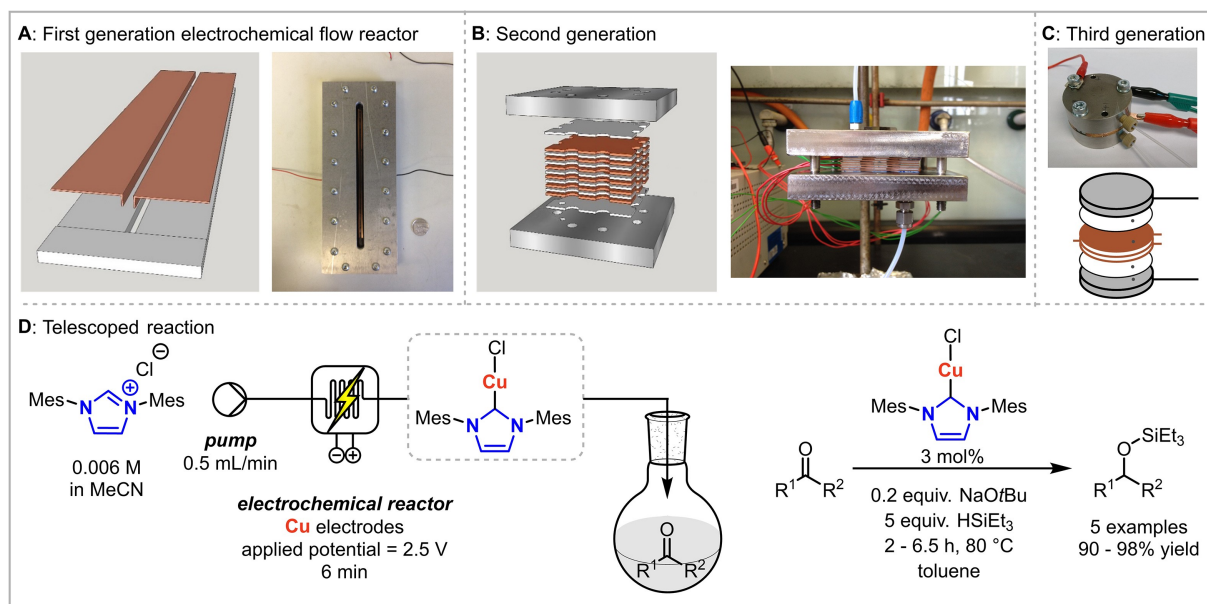 A: First generation electrochemical flow reactor
B: Second generation
C: Third generation
D: Telescoped reaction
Cl⊖
Mes N ⊕ N Mes
0.006 M
in MeCN
pump
0.5 mL/min
⊖⊕
electrochemical reactor
Cu electrodes
applied potential = 2.5 V
6 min
Cl
Cu
Mes N N Mes
O
R¹ R²
O
R¹ R²
Cl
Cu
Mes N N Mes
3 mol%
0.2 equiv. NaOtBu
5 equiv. HSiEt₃
2 - 6.5 h, 80 °C
toluene
O SiEt₃
R¹ R²
5 examples
90 - 98% yield